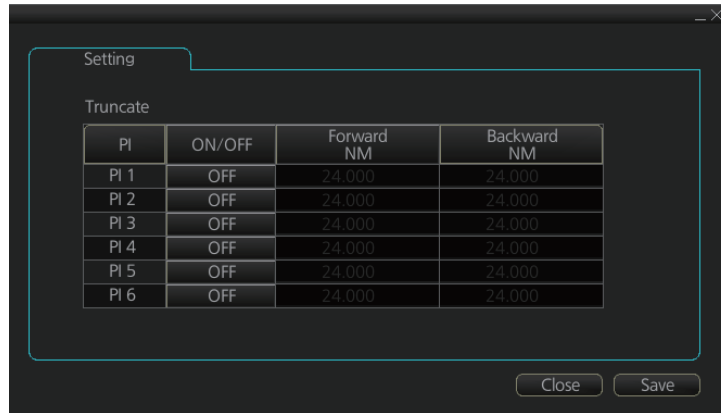 Setting
Truncate
PI ON/OFF Forward NM Backward NM
PI 1 OFF 24.000 24.000
PI 2 OFF 24.000 24.000
PI 3 OFF 24.000 24.000
PI 4 OFF 24.000 24.000
PI 5 OFF 24.000 24.000
PI 6 OFF 24.000 24.000
Close Save